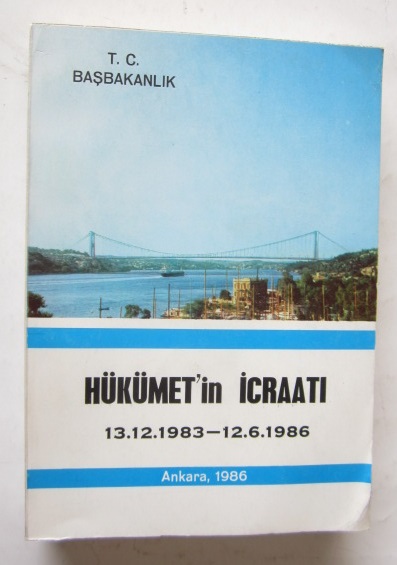 T. C.
BAŞBAKANLIK
HÜKÜMET'in İCRAATI
13.12.1983—12.6.1986
Ankara, 1986